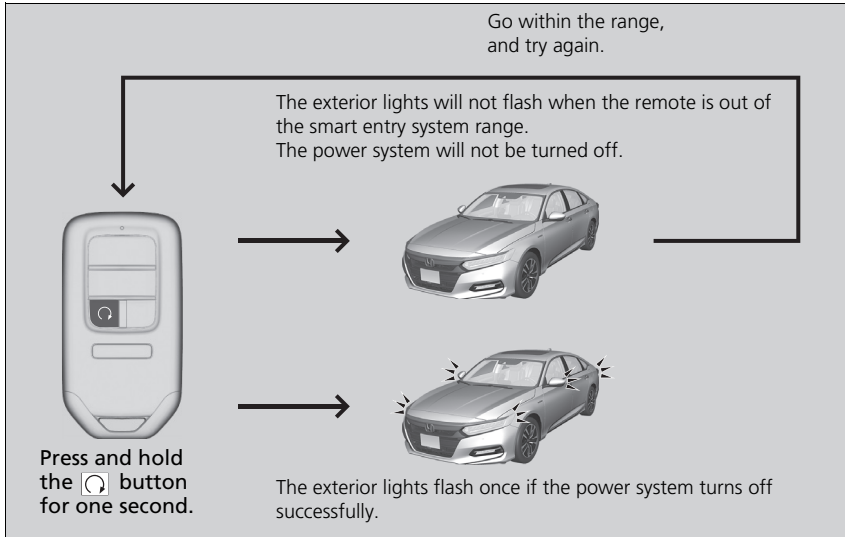 Go within the range,
and try again.
The exterior lights will not flash when the remote is out of
the smart entry system range.
The power system will not be turned off.
Press and hold
the button
for one second.
The exterior lights flash once if the power system turns off
successfully.